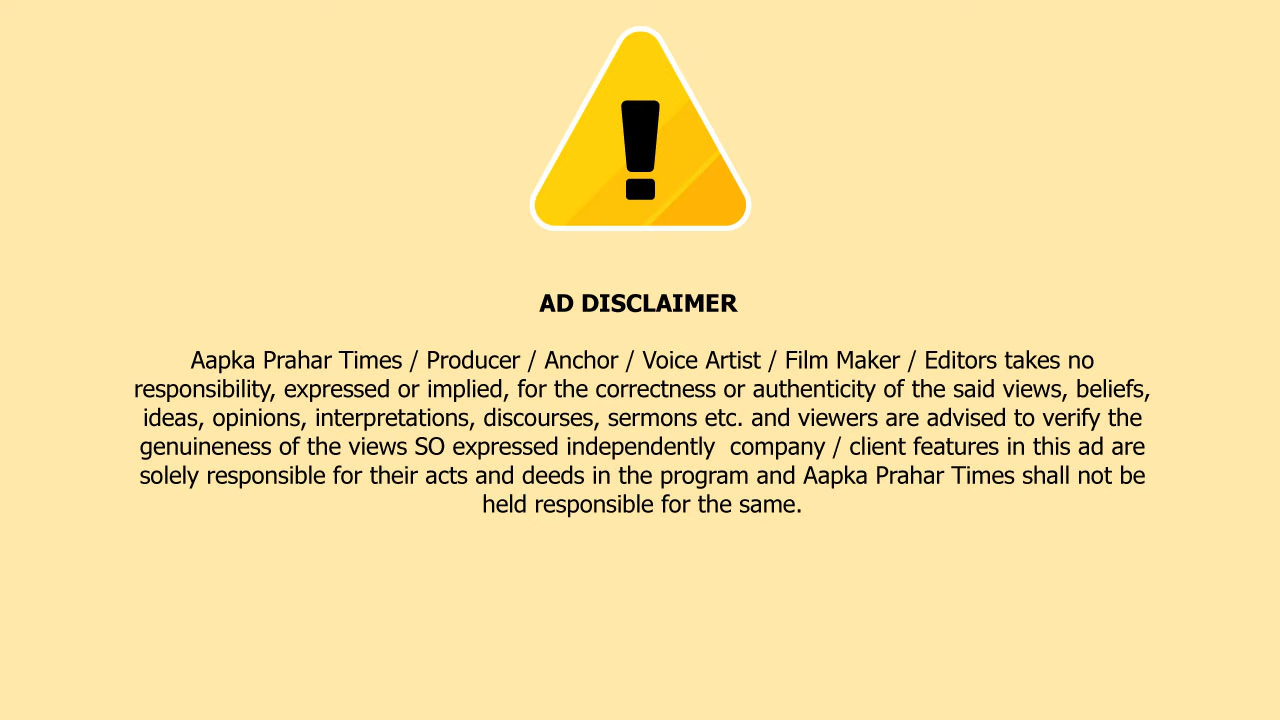 AD DISCLAIMER
Aapka Prahar Times / Producer / Anchor / Voice Artist / Film Maker / Editors takes no
responsibility, expressed or implied, for the correctness or authenticity of the said views, beliefs,
ideas, opinions, interpretations, discourses, sermons etc. and viewers are advised to verify the
genuineness of the views SO expressed independently  company / client features in this ad are
solely responsible for their acts and deeds in the program and Aapka Prahar Times shall not be
held responsible for the same.